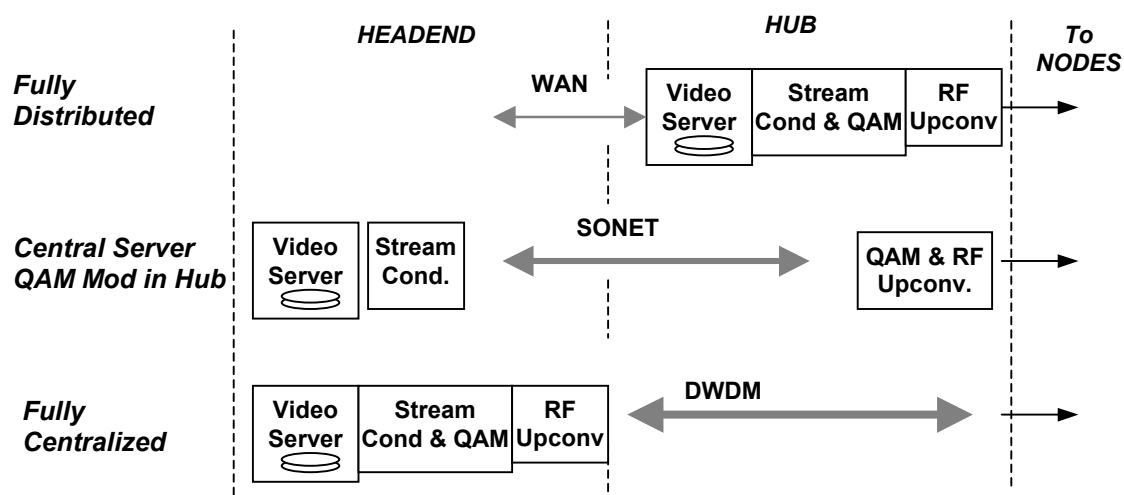 HEADEND
HUB
To
NODES
Fully
Distributed
WAN
Video
Server
Stream
Cond & QAM
RF
Upconv
Central Server
QAM Mod in Hub
Video
Server
Stream
Cond.
SONET
QAM & RF
Upconv.
Fully
Centralized
Video
Server
Stream
Cond & QAM
RF
Upconv
DWDM